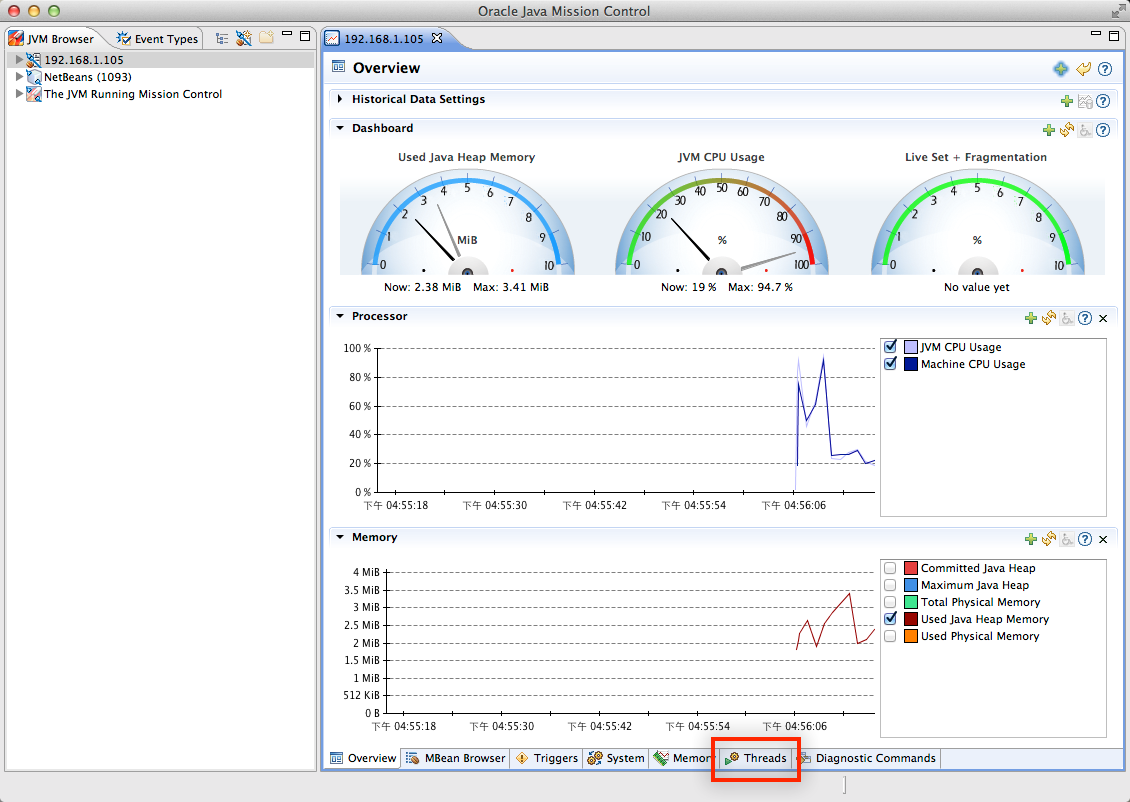 Oracle Java Mission Control
JVM Browser
Event Types
192.168.1.105
NetBeans (1093)
The JVM Running Mission Control
192.168.1.105
Overview
Historical Data Settings
Dashboard
Used Java Heap Memory
0 1 2 3 4 5 6 7 8 9 10
MiB
Now: 2.38 MiB Max: 3.41 MiB
JVM CPU Usage
0 10 20 30 40 50 60 70 80 90 100
%
Now: 19 % Max: 94.7 %
Live Set + Fragmentation
0 1 2 3 4 5 6 7 8 9 10
%
No value yet
Processor
100 %
80 %
60 %
40 %
20 %
0 %
下午 04:55:18 下午 04:55:30 下午 04:55:42 下午 04:55:54 下午 04:56:06
JVM CPU Usage
Machine CPU Usage
Memory
4 MiB
3.5 MiB
3 MiB
2.5 MiB
2 MiB
1.5 MiB
1 MiB
512 KiB
0 B
下午 04:55:18 下午 04:55:30 下午 04:55:42 下午 04:55:54 下午 04:56:06
Committed Java Heap
Maximum Java Heap
Total Physical Memory
Used Java Heap Memory
Used Physical Memory
Overview MBean Browser Triggers System Memory Threads Diagnostic Commands